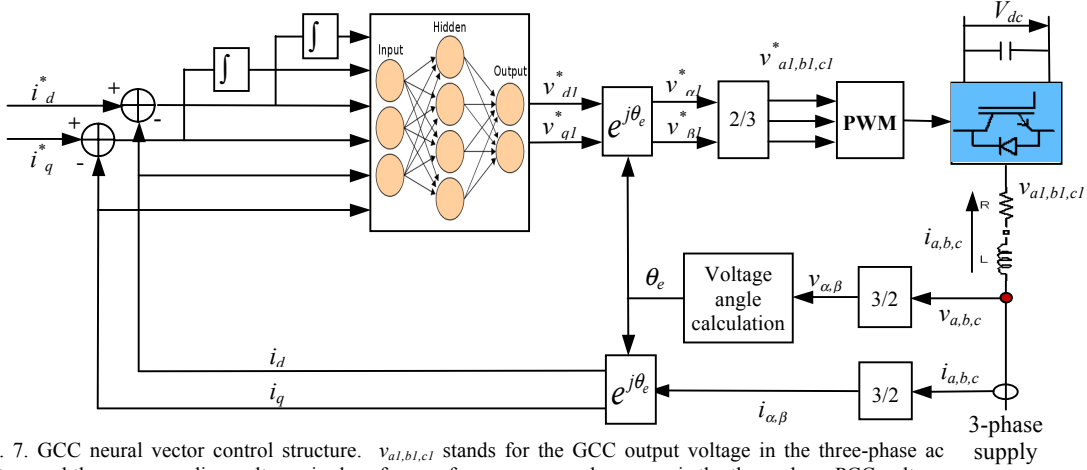 Hidden
V_dc
∫
∫
Input
Output
v*_a1,b1,c1
i*_d
+
-
v*_d1
v*_α1
e^jθ_e
2/3
PWM
i*_q
+
-
v*_q1
v*_β1
v_a1,b1,c1
R
i_a,b,c
L
θ_e
Voltage
angle
calculation
v_α,β
3/2
v_a,b,c
i_d
i_q
e^jθ_e
i_α,β
3/2
i_a,b,c
3-phase
supply
. 7. GCC neural vector control structure. v_a1,b1,c1 stands for the GCC output voltage in the three-phase ac